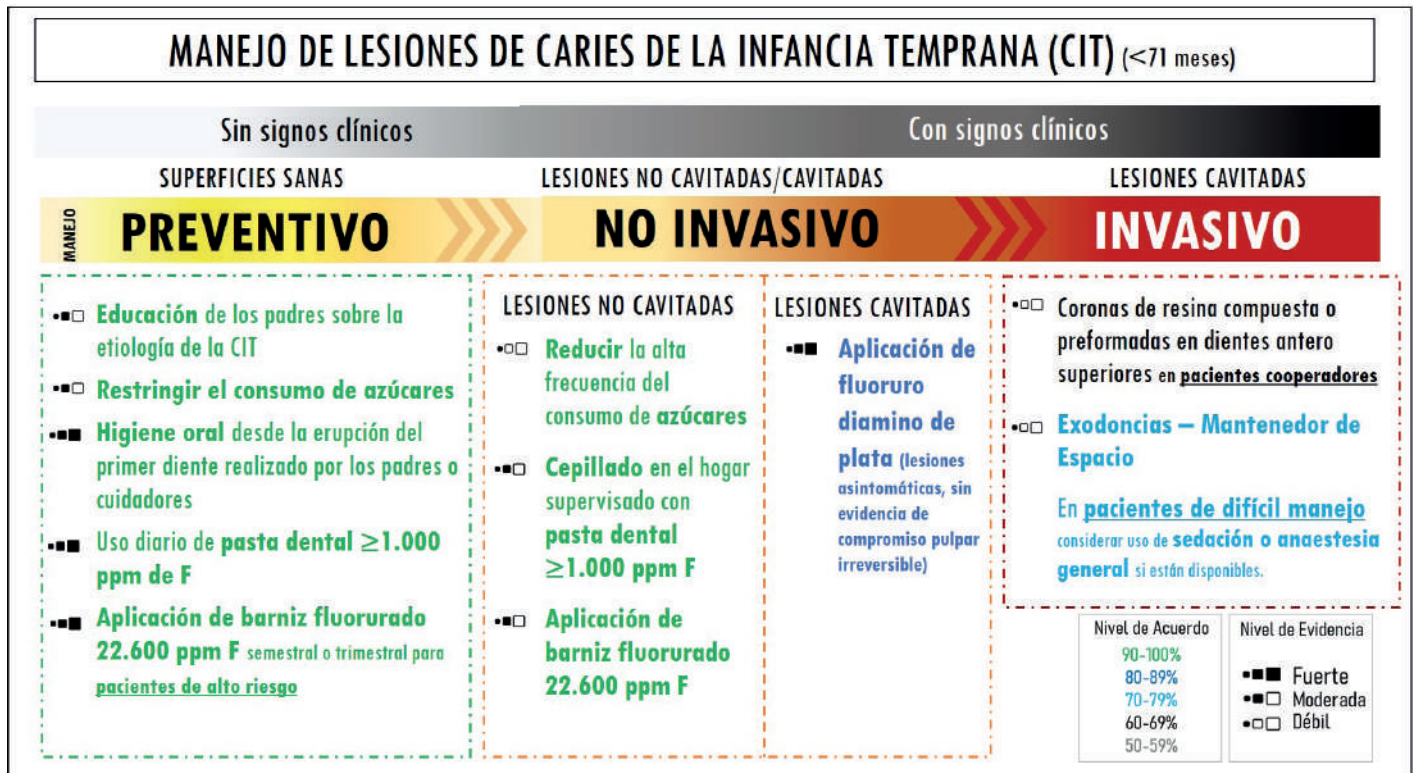 MANEJO DE LESIONES DE CARIES DE LA INFANCIA TEMPRANA (CIT) (<71 meses)
Sin signos clínicos
Con signos clínicos
SUPERFICIES SANAS
LESIONES NO CAVITADAS/CAVITADAS
LESIONES CAVITADAS
MANEJO
PREVENTIVO
NO INVASIVO
INVASIVO
Educación de los padres sobre la
etiología de la CIT
Restringir el consumo de azúcares
Higiene oral desde la erupción del
primer diente realizado por los padres o
cuidadores
Uso diario de pasta dental ≥1.000
ppm de F
Aplicación de barniz fluorurado
22.600 ppm F semestral o trimestral para
pacientes de alto riesgo
LESIONES NO CAVITADAS
Reducir la alta
frecuencia del
consumo de azúcares
Cepillado en el hogar
supervisado con
pasta dental
≥1.000 ppm F
Aplicación de
barniz fluorurado
22.600 ppm F
LESIONES CAVITADAS
Aplicación de
fluoruro
diamino de
plata (lesiones
asintomáticas, sin
evidencia de
compromiso pulpar
irreversible)
Coronas de resina compuesta o
preformadas en dientes antero
superiores en pacientes cooperadores
Exodoncias – Mantenedor de
Espacio
En pacientes de difícil manejo
considerar uso de sedación o anaestesia
general si están disponibles.
Nivel de Acuerdo
90-100%
80-89%
70-79%
60-69%
50-59%
Nivel de Evidencia
Fuerte
Moderada
Débil